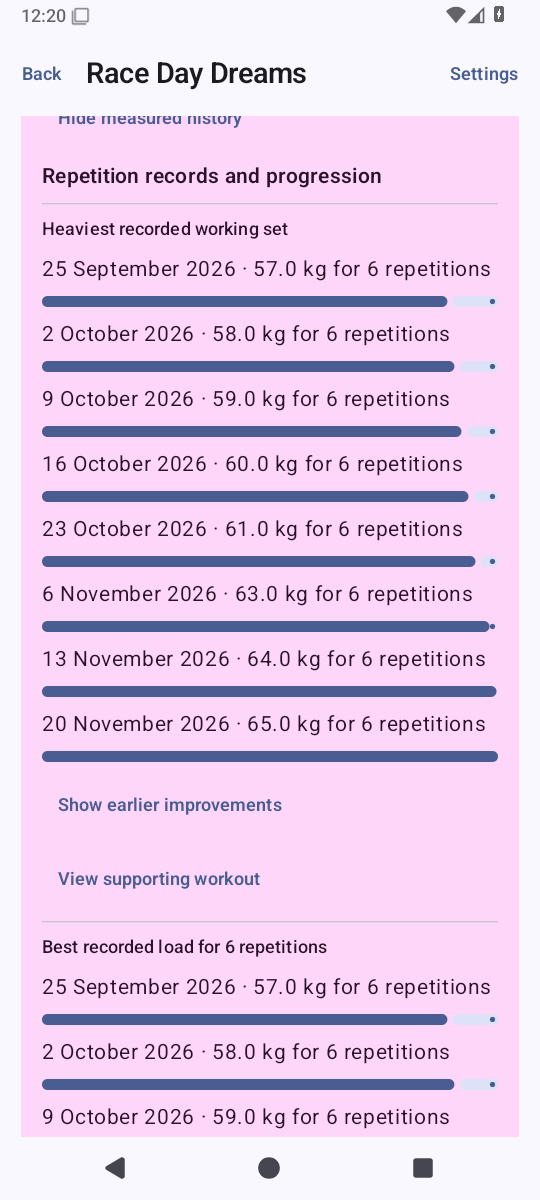 12:20
Back
Race Day Dreams
Settings
Hide measured history
Repetition records and progression
Heaviest recorded working set
25 September 2026 · 57.0 kg for 6 repetitions
2 October 2026 · 58.0 kg for 6 repetitions
9 October 2026 · 59.0 kg for 6 repetitions
16 October 2026 · 60.0 kg for 6 repetitions
23 October 2026 · 61.0 kg for 6 repetitions
6 November 2026 · 63.0 kg for 6 repetitions
13 November 2026 · 64.0 kg for 6 repetitions
20 November 2026 · 65.0 kg for 6 repetitions
Show earlier improvements
View supporting workout
Best recorded load for 6 repetitions
25 September 2026 · 57.0 kg for 6 repetitions
2 October 2026 · 58.0 kg for 6 repetitions
9 October 2026 · 59.0 kg for 6 repetitions